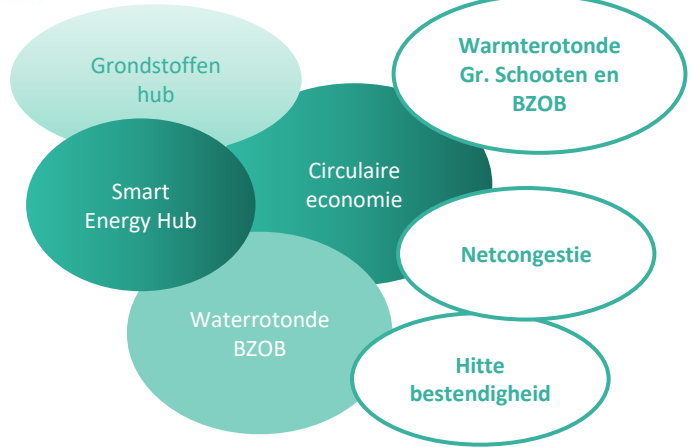 Grondstoffen
hub
Warmterotonde
Gr. Schooten en
BZOB
Circulaire
economie
Smart
Energy Hub
Netcongestie
Waterrotonde
BZOB
Hitte
bestendigheid